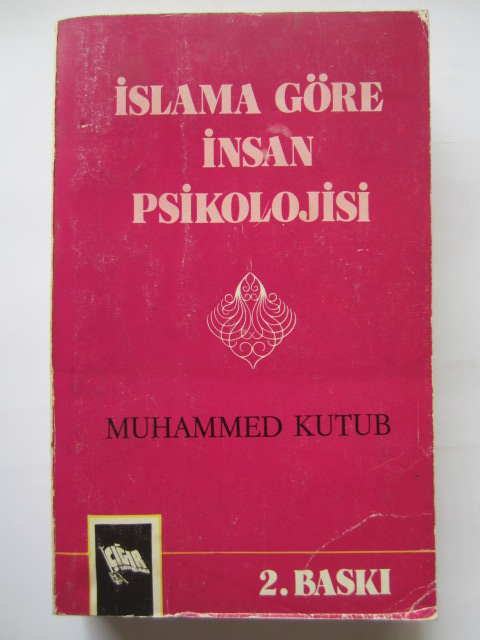 İSLAMA GÖRE
İNSAN
PSİKOLOJİSİ
MUHAMMED KUTUB
2. BASKI